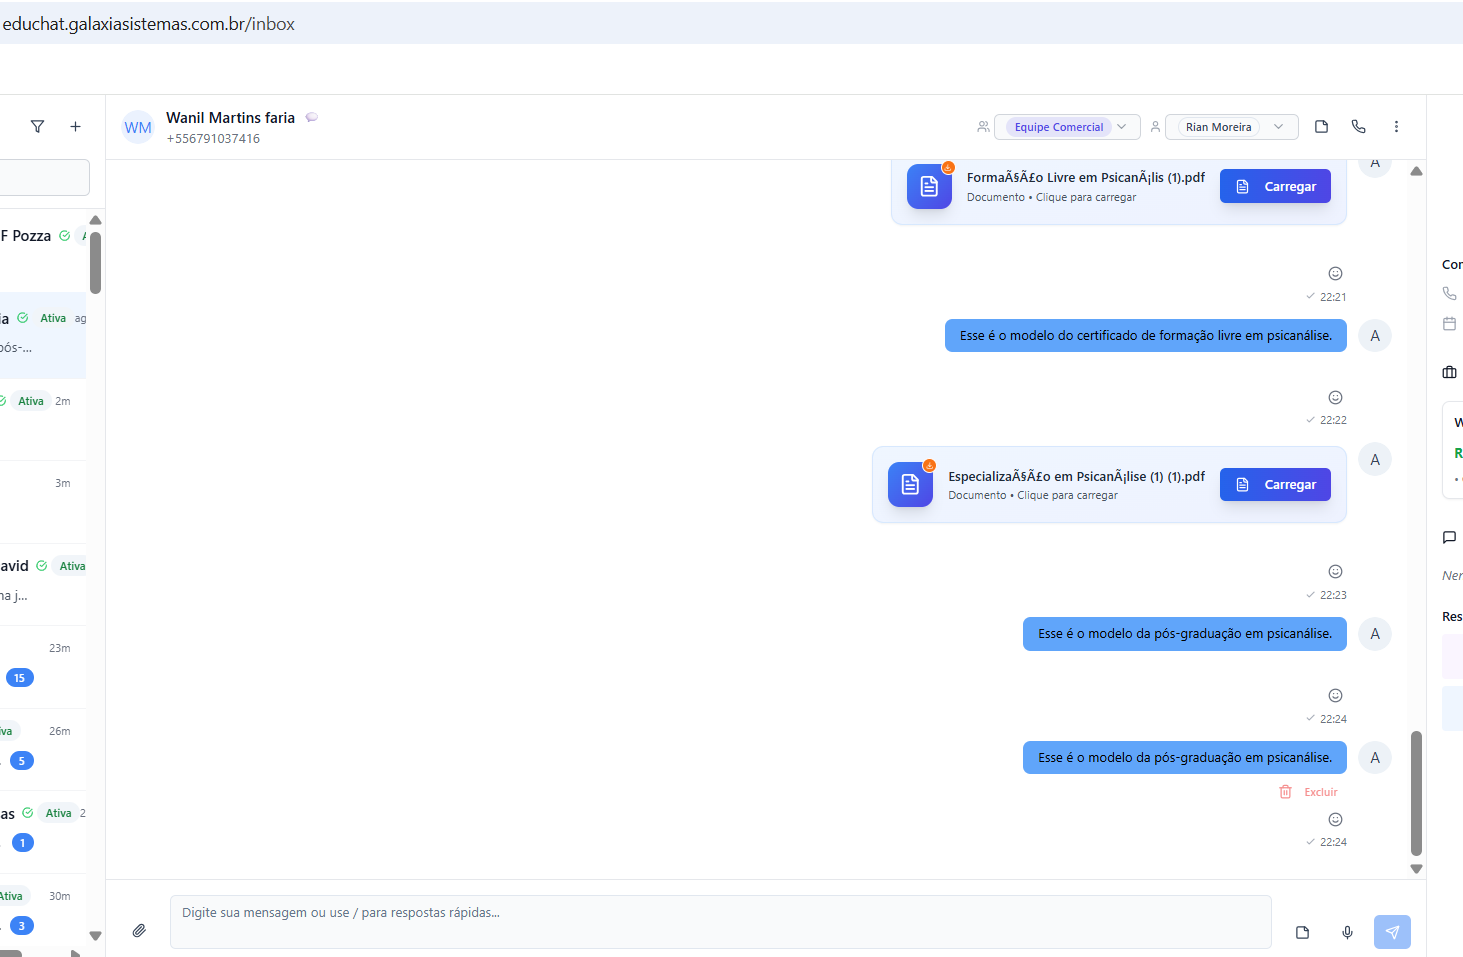 educhat.galaxiasistemas.com.br/inbox
WM
Wanil Martins faria
+556791037416
Equipe Comercial
Rian Moreira
F Pozza
Ativa
ag
pós-...
Ativa 2m
3m
avid
Ativa
na j...
23m
15
26m
5
as
Ativa
1
Ativa
30m
3
FormaÃ§Ã£o Livre em PsicanÃ¡lis (1).pdf
Documento • Clique para carregar
Carregar
A
22:21
Esse é o modelo do certificado de formação livre em psicanálise.
A
22:22
EspecializaÃ§Ã£o em PsicanÃ¡lise (1) (1).pdf
Documento • Clique para carregar
Carregar
A
22:23
Esse é o modelo da pós-graduação em psicanálise.
A
22:24
Esse é o modelo da pós-graduação em psicanálise.
A
Excluir
22:24
Digite sua mensagem ou use / para respostas rápidas...